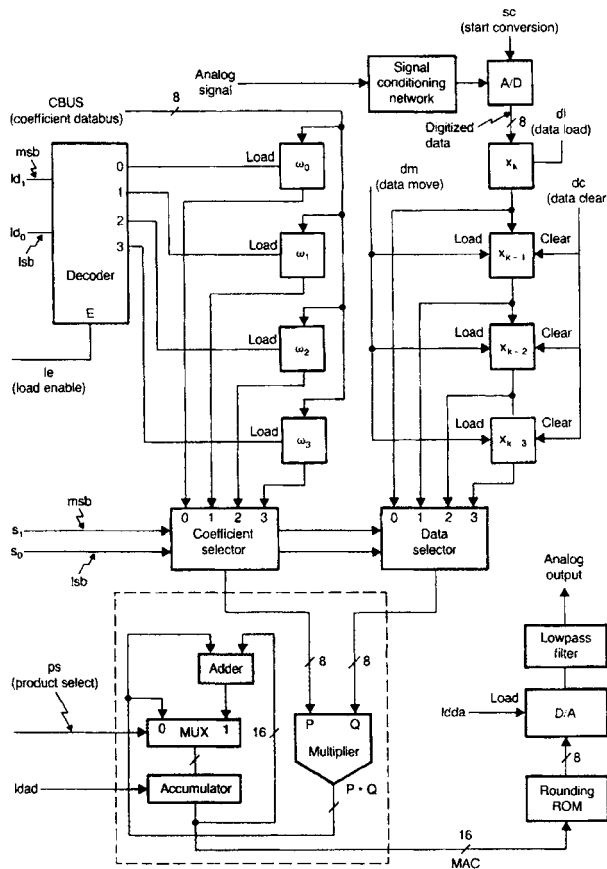 sc
(start conversion)
Analog
signal
Signal
conditioning
network
A/D
CBUS
(coefficient databus)
8
Digitized
data
8
dl
(data load)
msb
ld₁
ld₀
lsb
0
1
2
3
Decoder
E
le
(load enable)
Load
ω₀
Load
ω₁
Load
ω₂
Load
ω₃
dm
(data move)
dc
(data clear)
xₖ
Load
xₖ₋₁
Clear
Load
xₖ₋₂
Clear
Load
xₖ₋₃
Clear
msb
s₁
s₀
lsb
0 1 2 3
Coefficient
selector
0 1 2 3
Data
selector
Analog
output
Lowpass
filter
ldda
Load
D/A
8
Rounding
ROM
ps
(product select)
Adder
8
8
0 1
MUX
16
P Q
Multiplier
ldad
Accumulator
P * Q
16
MAC